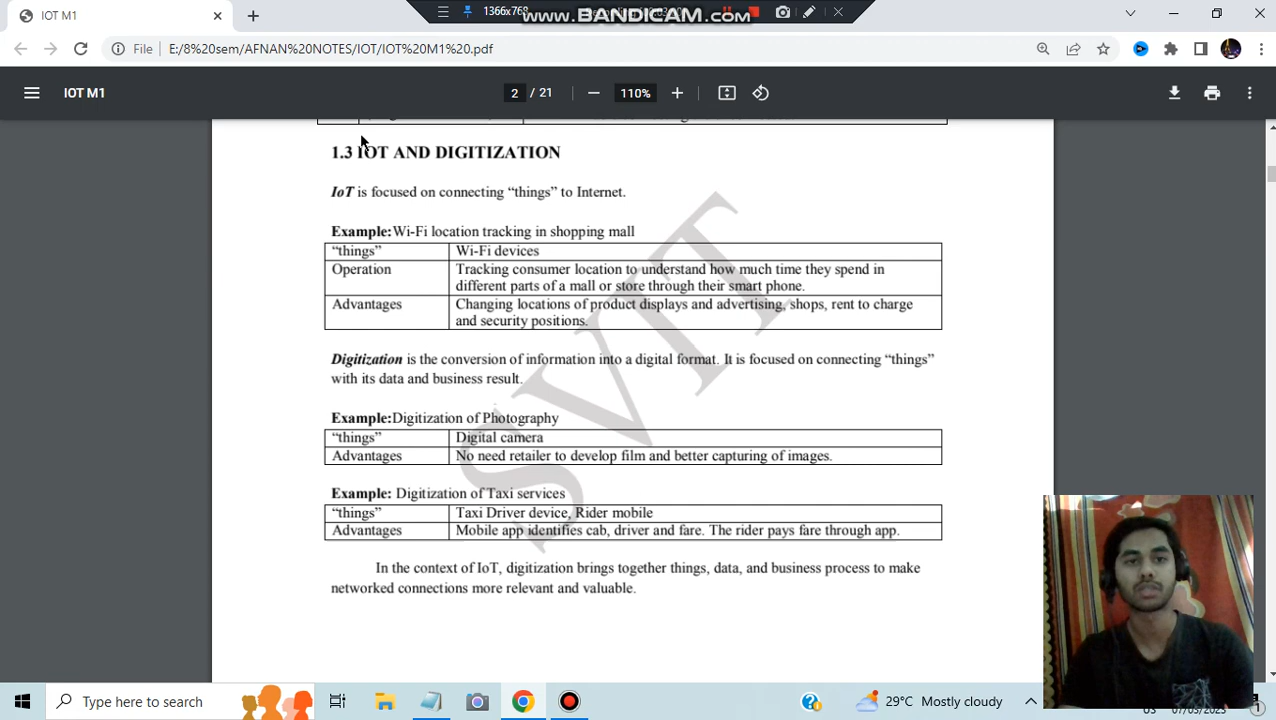 IOT M1
1366x768
www.BANDICAM.com
File E:/8%20sem/AFNAN%20NOTES/IOT/IOT%20M1%20.pdf
IOT M1
2 / 21
110%
1.3 IOT AND DIGITIZATION
IoT is focused on connecting “things” to Internet.
Example:Wi-Fi location tracking in shopping mall
“things” Wi-Fi devices
Operation Tracking consumer location to understand how much time they spend in
different parts of a mall or store through their smart phone.
Advantages Changing locations of product displays and advertising, shops, rent to charge
and security positions.
Digitization is the conversion of information into a digital format. It is focused on connecting “things”
with its data and business result.
Example:Digitization of Photography
“things” Digital camera
Advantages No need retailer to develop film and better capturing of images.
Example: Digitization of Taxi services
“things” Taxi Driver device, Rider mobile
Advantages Mobile app identifies cab, driver and fare. The rider pays fare through app.
In the context of IoT, digitization brings together things, data, and business process to make
networked connections more relevant and valuable.
SVIT
Type here to search
29°C Mostly cloudy
07/03/2023
1